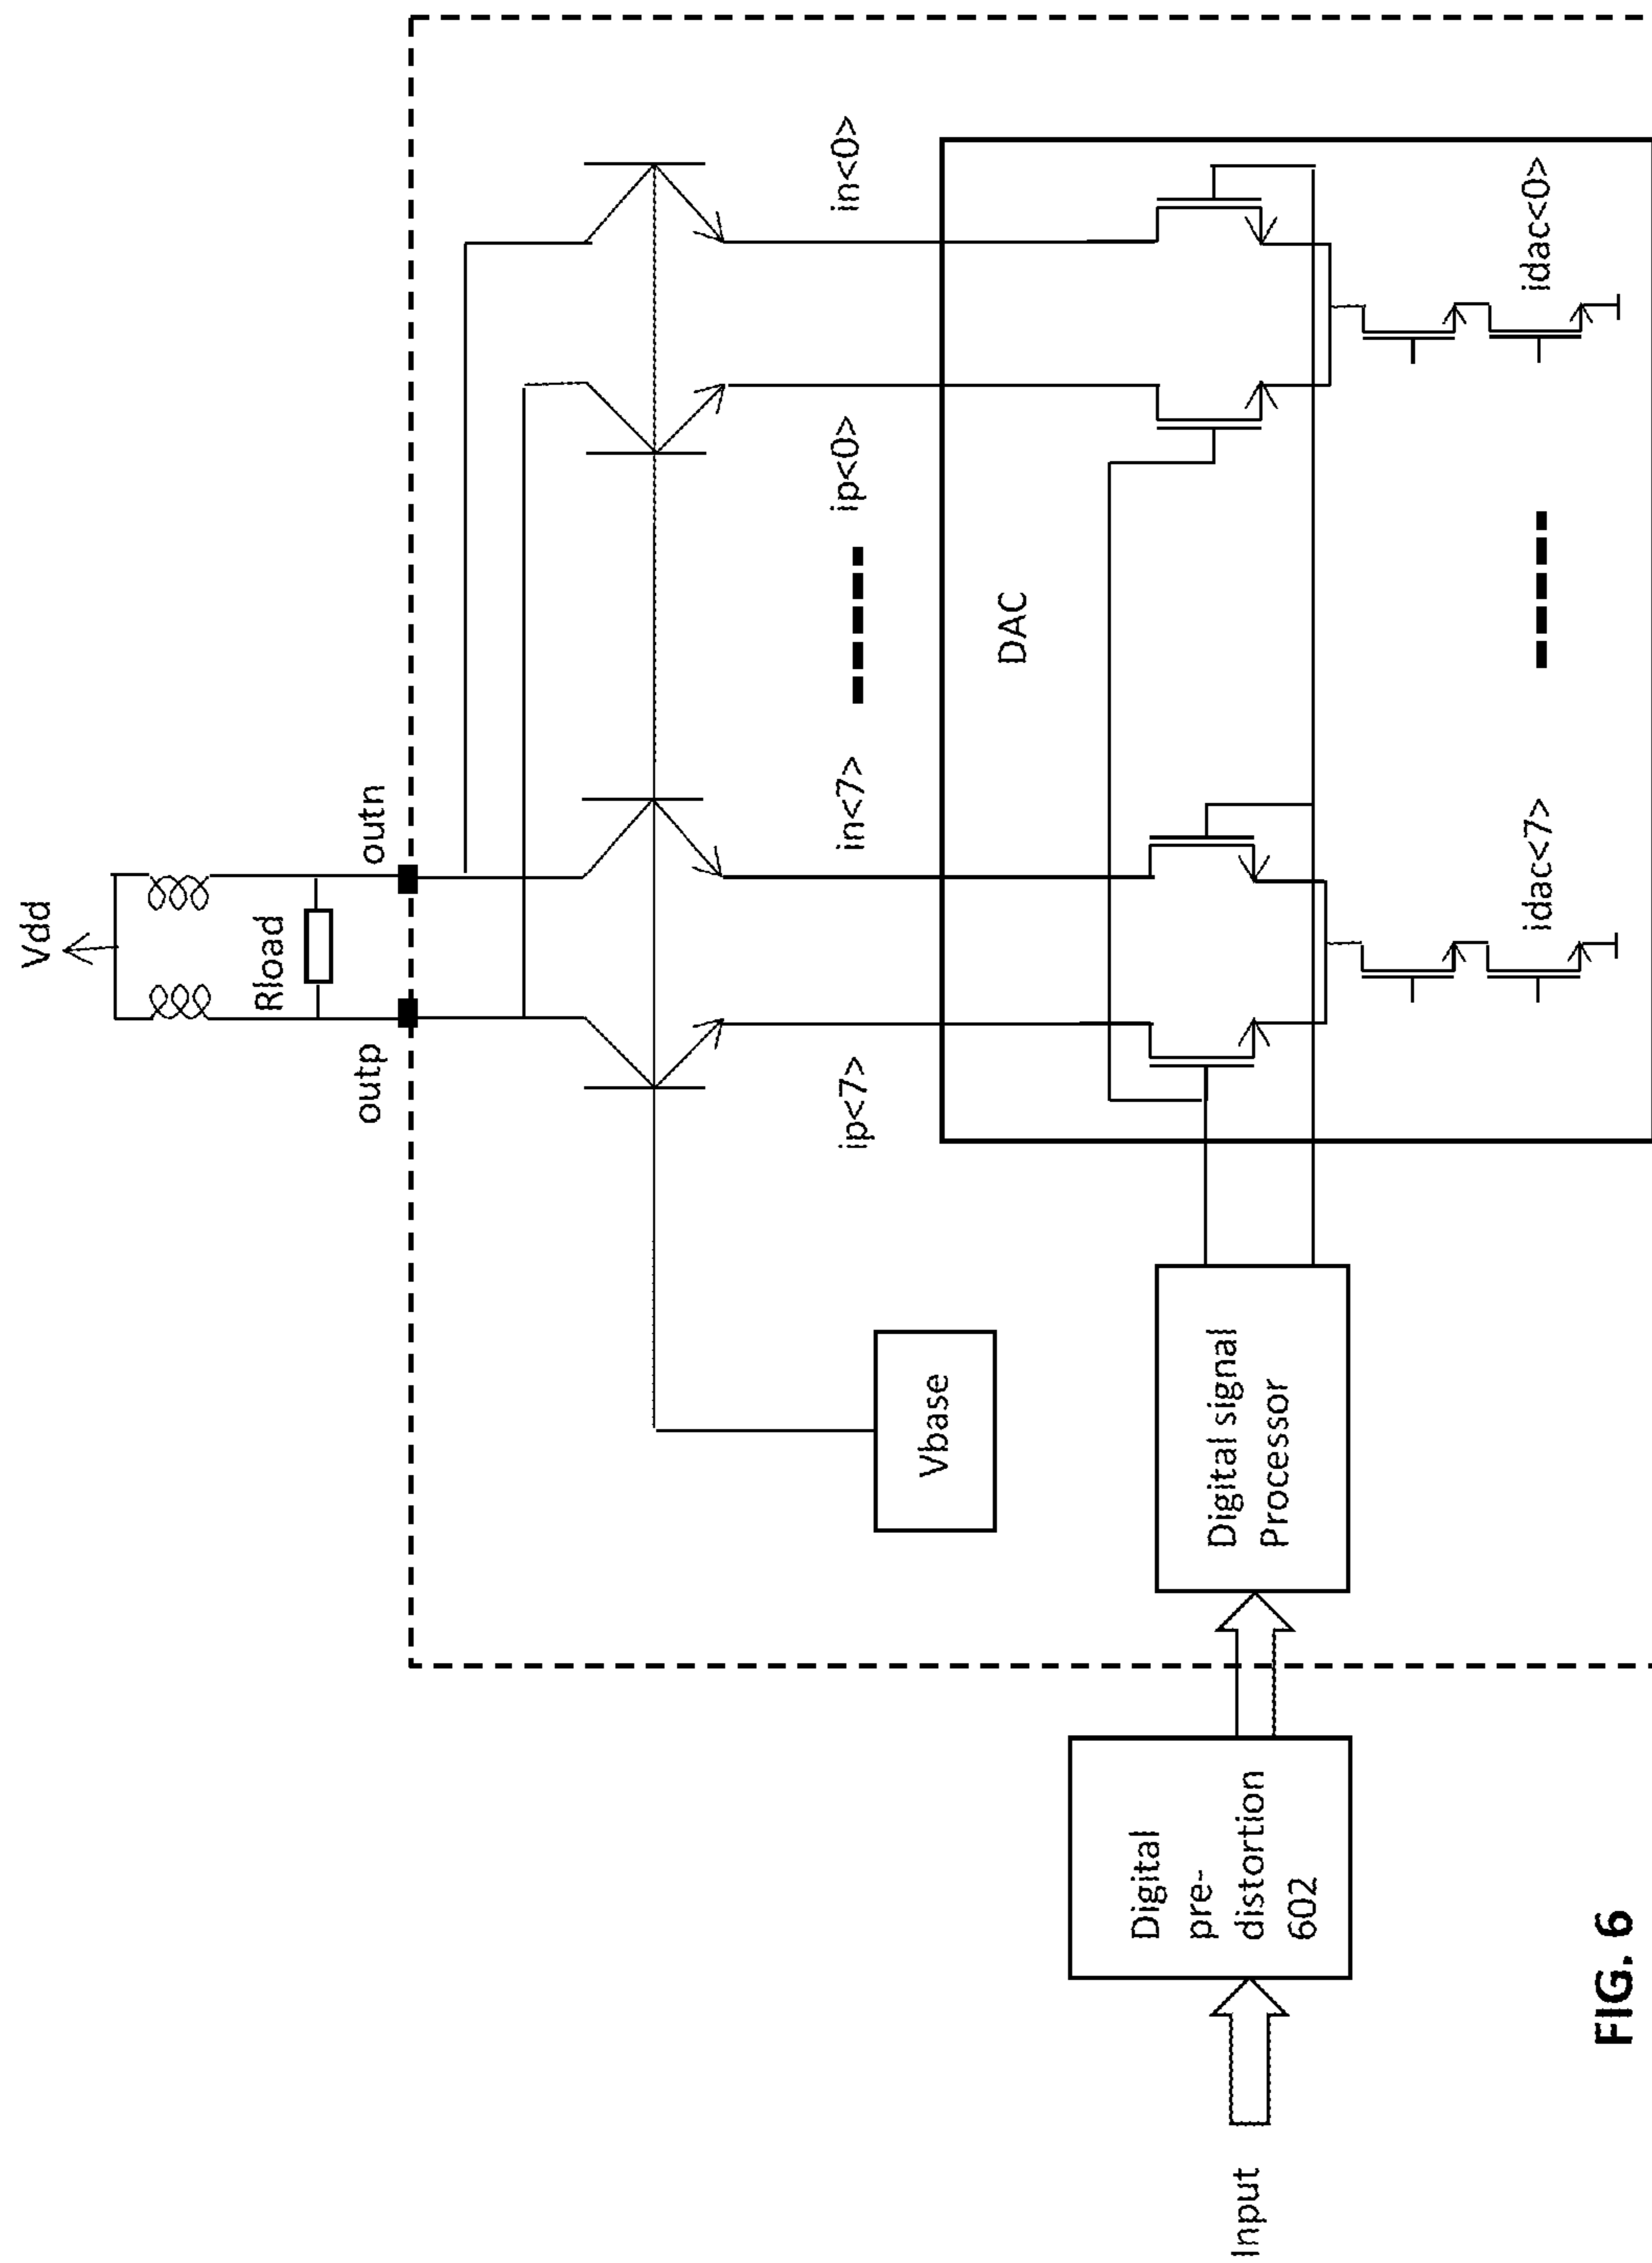 Vdd
Rload
outp
outn
ip<7>
in<7>
ip<0>
in<0>
Vbase
DAC
Input
Digital
pre-
distortion
602
Digital signal
Processor
idac<7>
idac<0>
FIG. 6